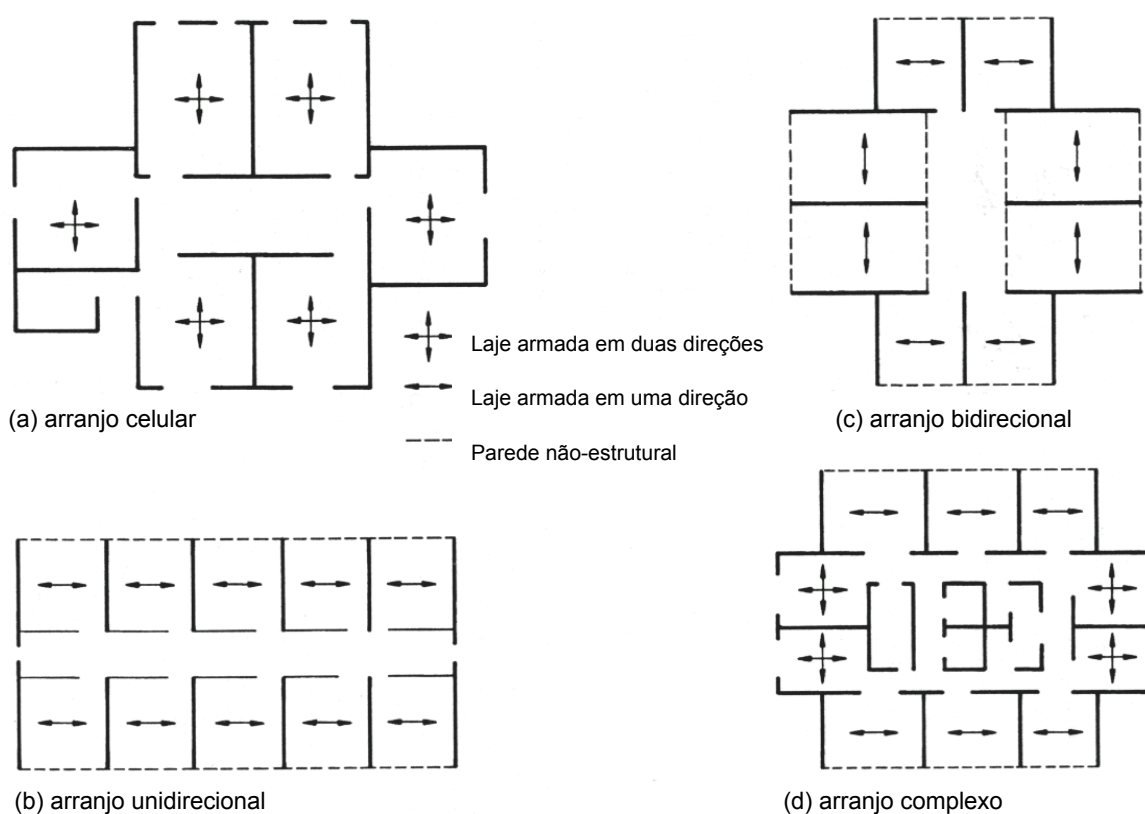 Laje armada em duas direções
Laje armada em uma direção
Parede não-estrutural
(a) arranjo celular
(c) arranjo bidirecional
(b) arranjo unidirecional
(d) arranjo complexo